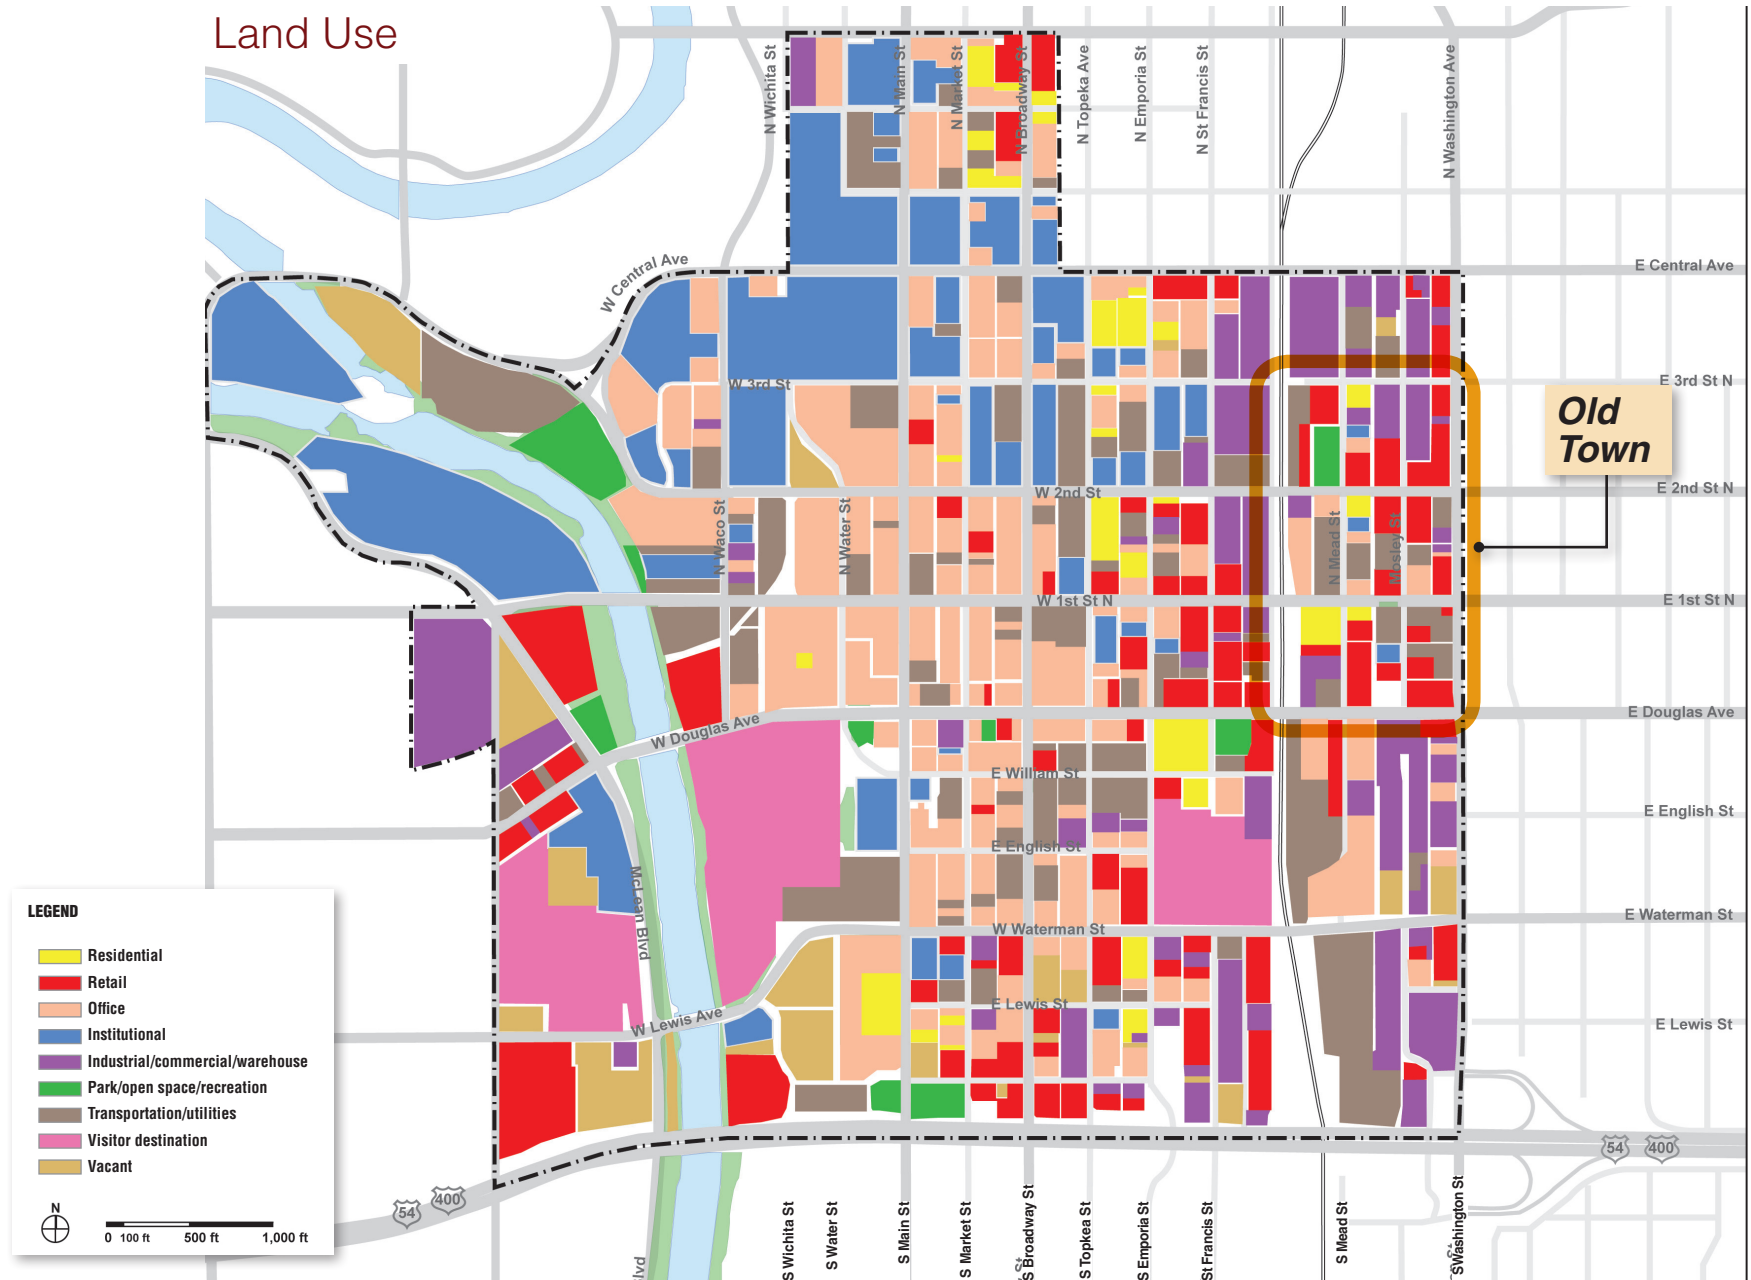 Land Use
N Wichita St
N Main St
N Market St
N Broadway St
N Topeka Ave
N Emporia St
N St Francis St
N Washington Ave
W Central Ave
E Central Ave
W 3rd St
E 3rd St N
Old
Town
W 2nd St
E 2nd St N
N Waco St
N Water St
N Mead St
Mosley St
W 1st St N
E 1st St N
W Douglas Ave
E Douglas Ave
E William St
E English St
E English St
McLean Blvd
W Waterman St
E Waterman St
W Lewis Ave
E Lewis St
E Lewis St
LEGEND
Residential
Retail
Office
Institutional
Industrial/commercial/warehouse
Park/open space/recreation
Transportation/utilities
Visitor destination
Vacant
N
0 100 ft 500 ft 1,000 ft
54
400
54
400
S Wichita St
S Water St
S Main St
S Market St
S Broadway St
S Topkea St
S Emporia St
St Francis St
S Mead St
SWashington St
lvd
St